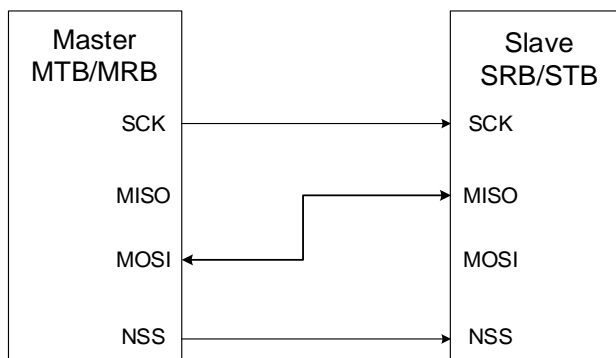 Master
MTB/MRB
SCK
MISO
MOSI
NSS
Slave
SRB/STB
SCK
MISO
MOSI
NSS